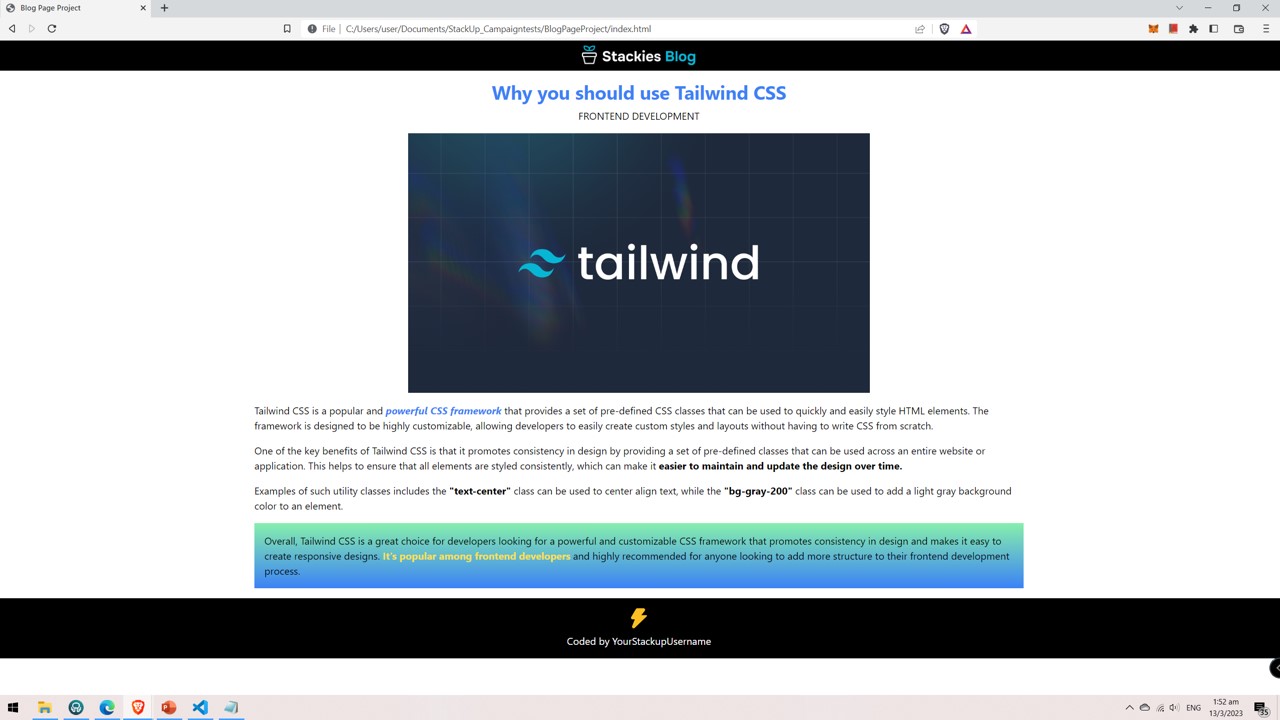 Blog Page Project
File | C:/Users/user/Documents/StackUp_Campaigntests/BlogPageProject/index.html
Stackies Blog
Why you should use Tailwind CSS
FRONTEND DEVELOPMENT
tailwind
Tailwind CSS is a popular and powerful CSS framework that provides a set of pre-defined CSS classes that can be used to quickly and easily style HTML elements. The
framework is designed to be highly customizable, allowing developers to easily create custom styles and layouts without having to write CSS from scratch.
One of the key benefits of Tailwind CSS is that it promotes consistency in design by providing a set of pre-defined classes that can be used across an entire website or
application. This helps to ensure that all elements are styled consistently, which can make it easier to maintain and update the design over time.
Examples of such utility classes includes the "text-center" class can be used to center align text, while the "bg-gray-200" class can be used to add a light gray background
color to an element.
Overall, Tailwind CSS is a great choice for developers looking for a powerful and customizable CSS framework that promotes consistency in design and makes it easy to
create responsive designs. It's popular among frontend developers and highly recommended for anyone looking to add more structure to their frontend development
process.
Coded by YourStackupUsername
ENG
1:52 am
13/3/2023
35